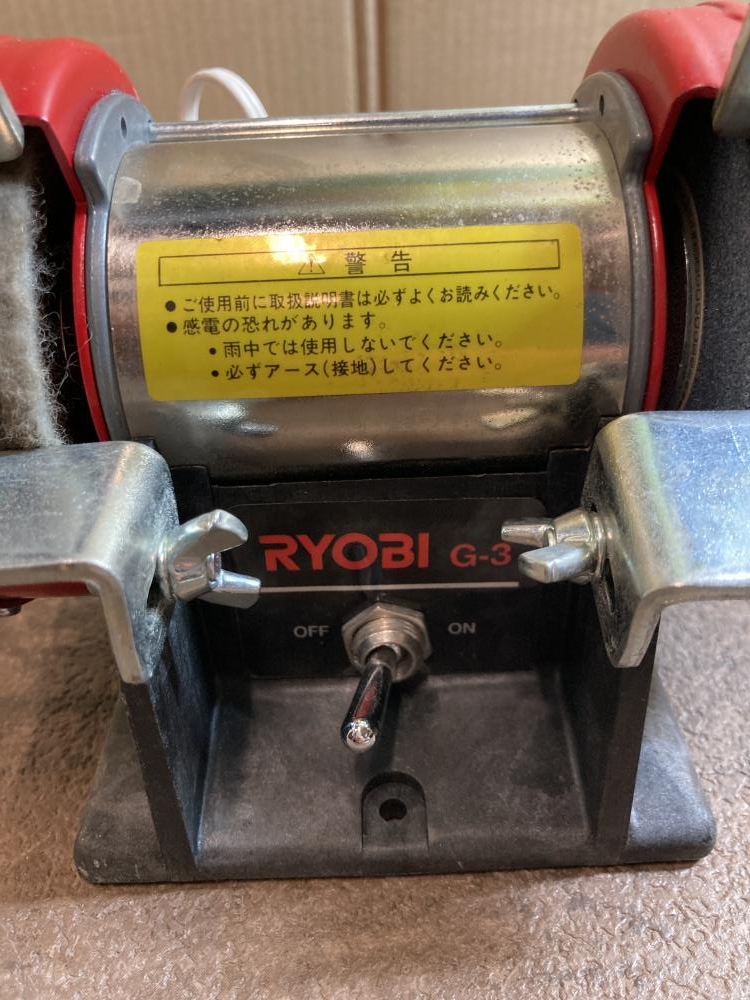 ⚠ 警告
●ご使用前に取扱説明書は必ずよくお読みください。
●感電の恐れがあります。
・雨中では使用しないでください。
・必ずアース(接地)してください。
RYOBI G-3
OFF ON